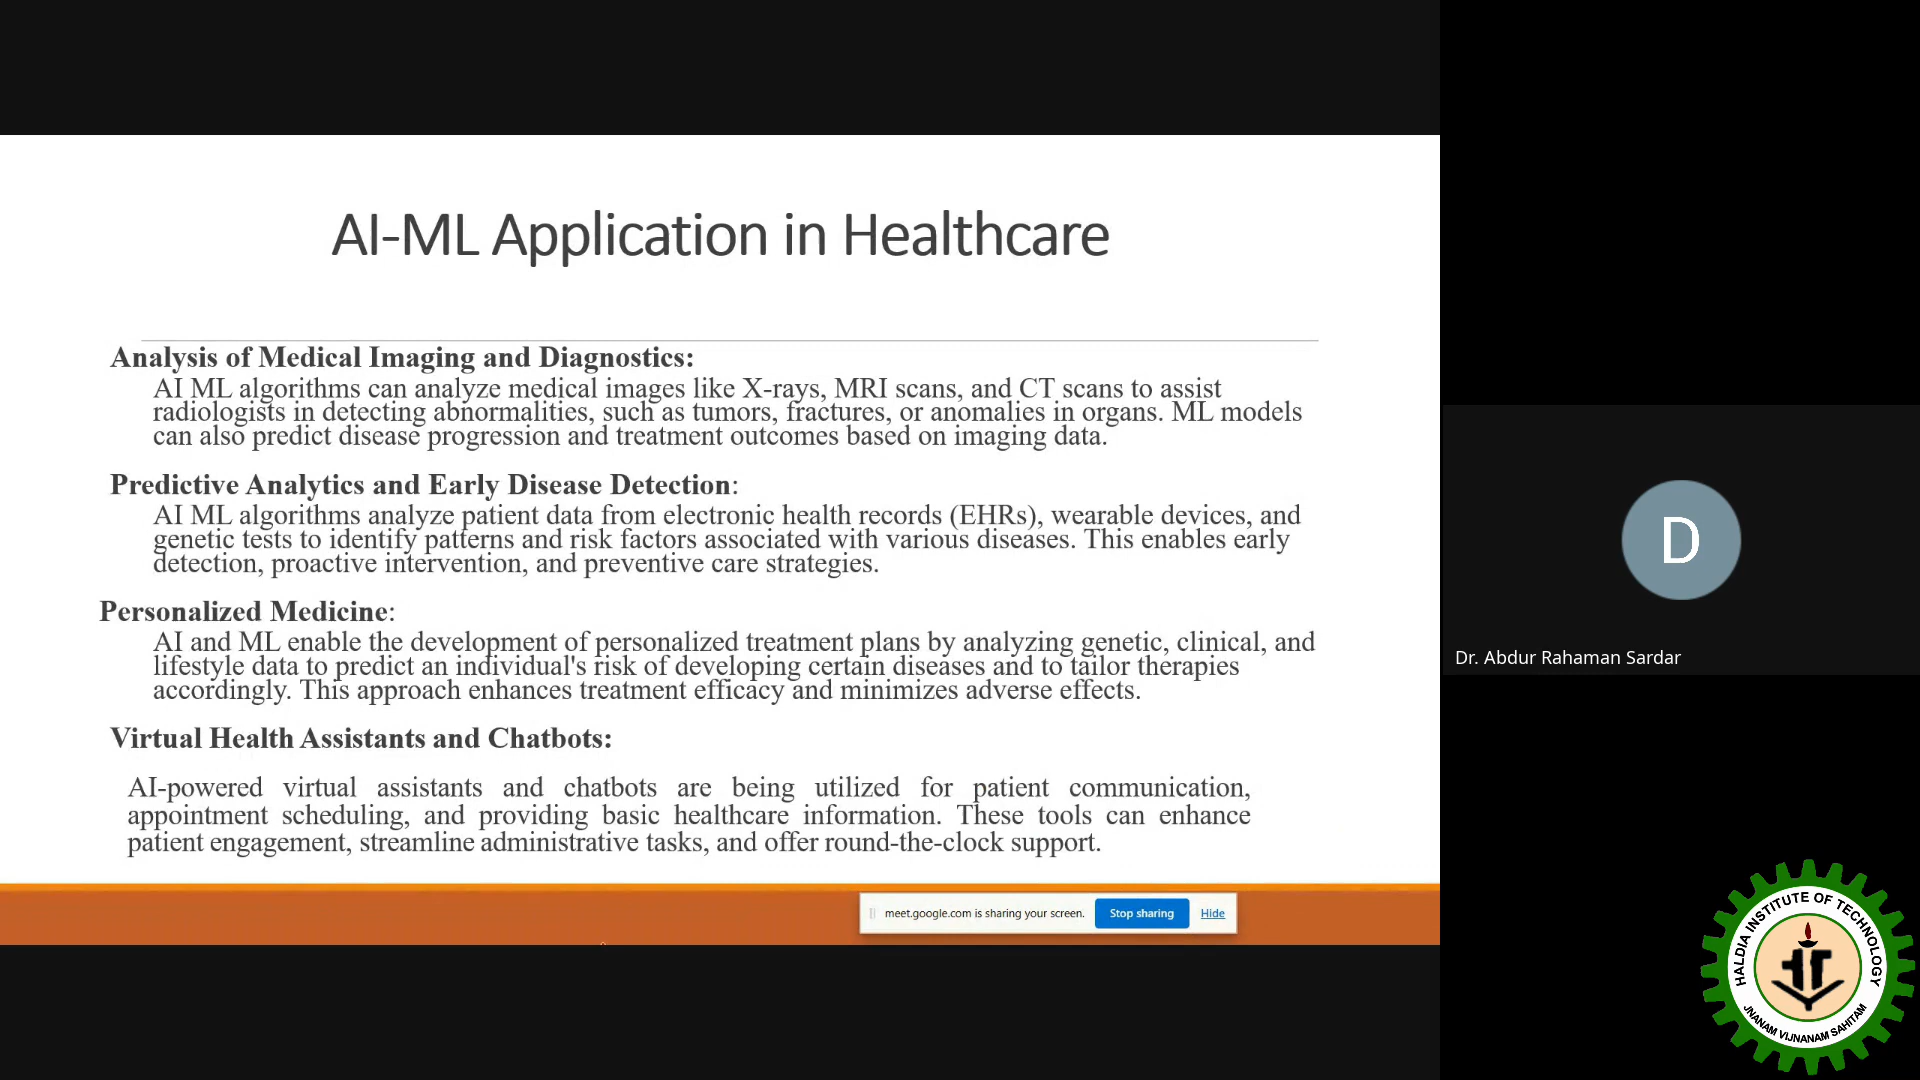 AI-ML Application in Healthcare
Analysis of Medical Imaging and Diagnostics:
AI ML algorithms can analyze medical images like X-rays, MRI scans, and CT scans to assist
radiologists in detecting abnormalities, such as tumors, fractures, or anomalies in organs. ML models
can also predict disease progression and treatment outcomes based on imaging data.
Predictive Analytics and Early Disease Detection:
AI ML algorithms analyze patient data from electronic health records (EHRs), wearable devices, and
genetic tests to identify patterns and risk factors associated with various diseases. This enables early
detection, proactive intervention, and preventive care strategies.
Personalized Medicine:
AI and ML enable the development of personalized treatment plans by analyzing genetic, clinical, and
lifestyle data to predict an individual's risk of developing certain diseases and to tailor therapies
accordingly. This approach enhances treatment efficacy and minimizes adverse effects.
Virtual Health Assistants and Chatbots:
AI-powered virtual assistants and chatbots are being utilized for patient communication,
appointment scheduling, and providing basic healthcare information. These tools can enhance
patient engagement, streamline administrative tasks, and offer round-the-clock support.
meet.google.com is sharing your screen. Stop sharing Hide
D
Dr. Abdur Rahaman Sardar
HALDIA INSTITUTE OF TECHNOLOGY
JNANAM VIJNANAM SAHITAM